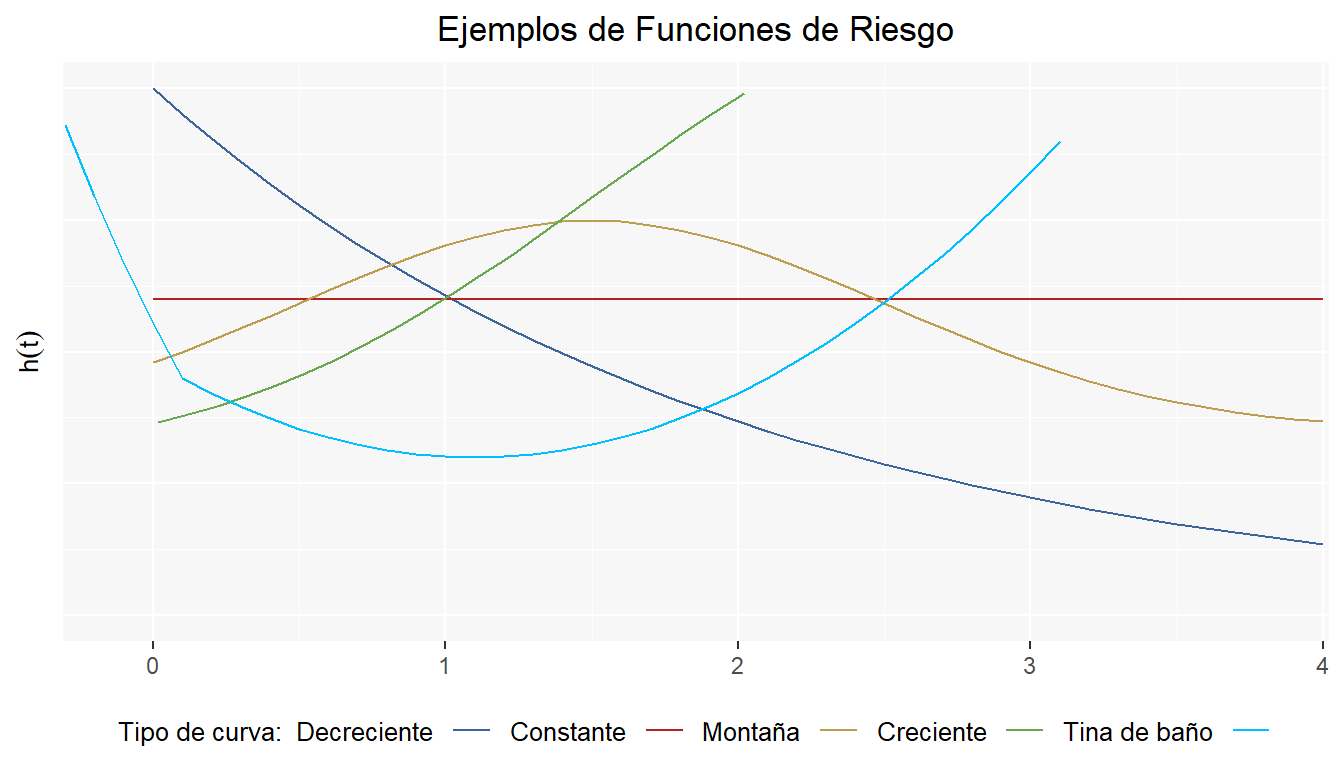 Ejemplos de Funciones de Riesgo
h(t)
0 1 2 3 4
Tipo de curva: Decreciente Constante Montaña Creciente Tina de baño